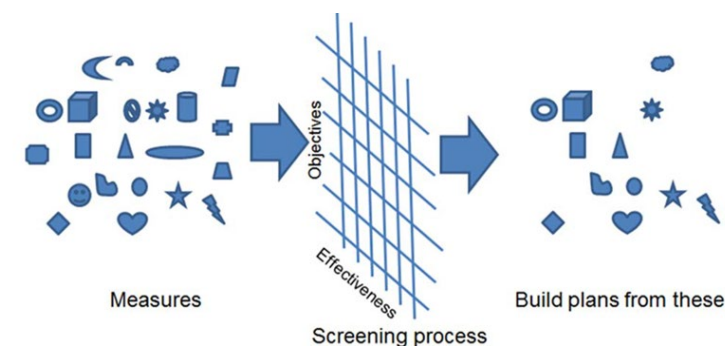 Objectives
Effectiveness
Measures
Screening process
Build plans from these